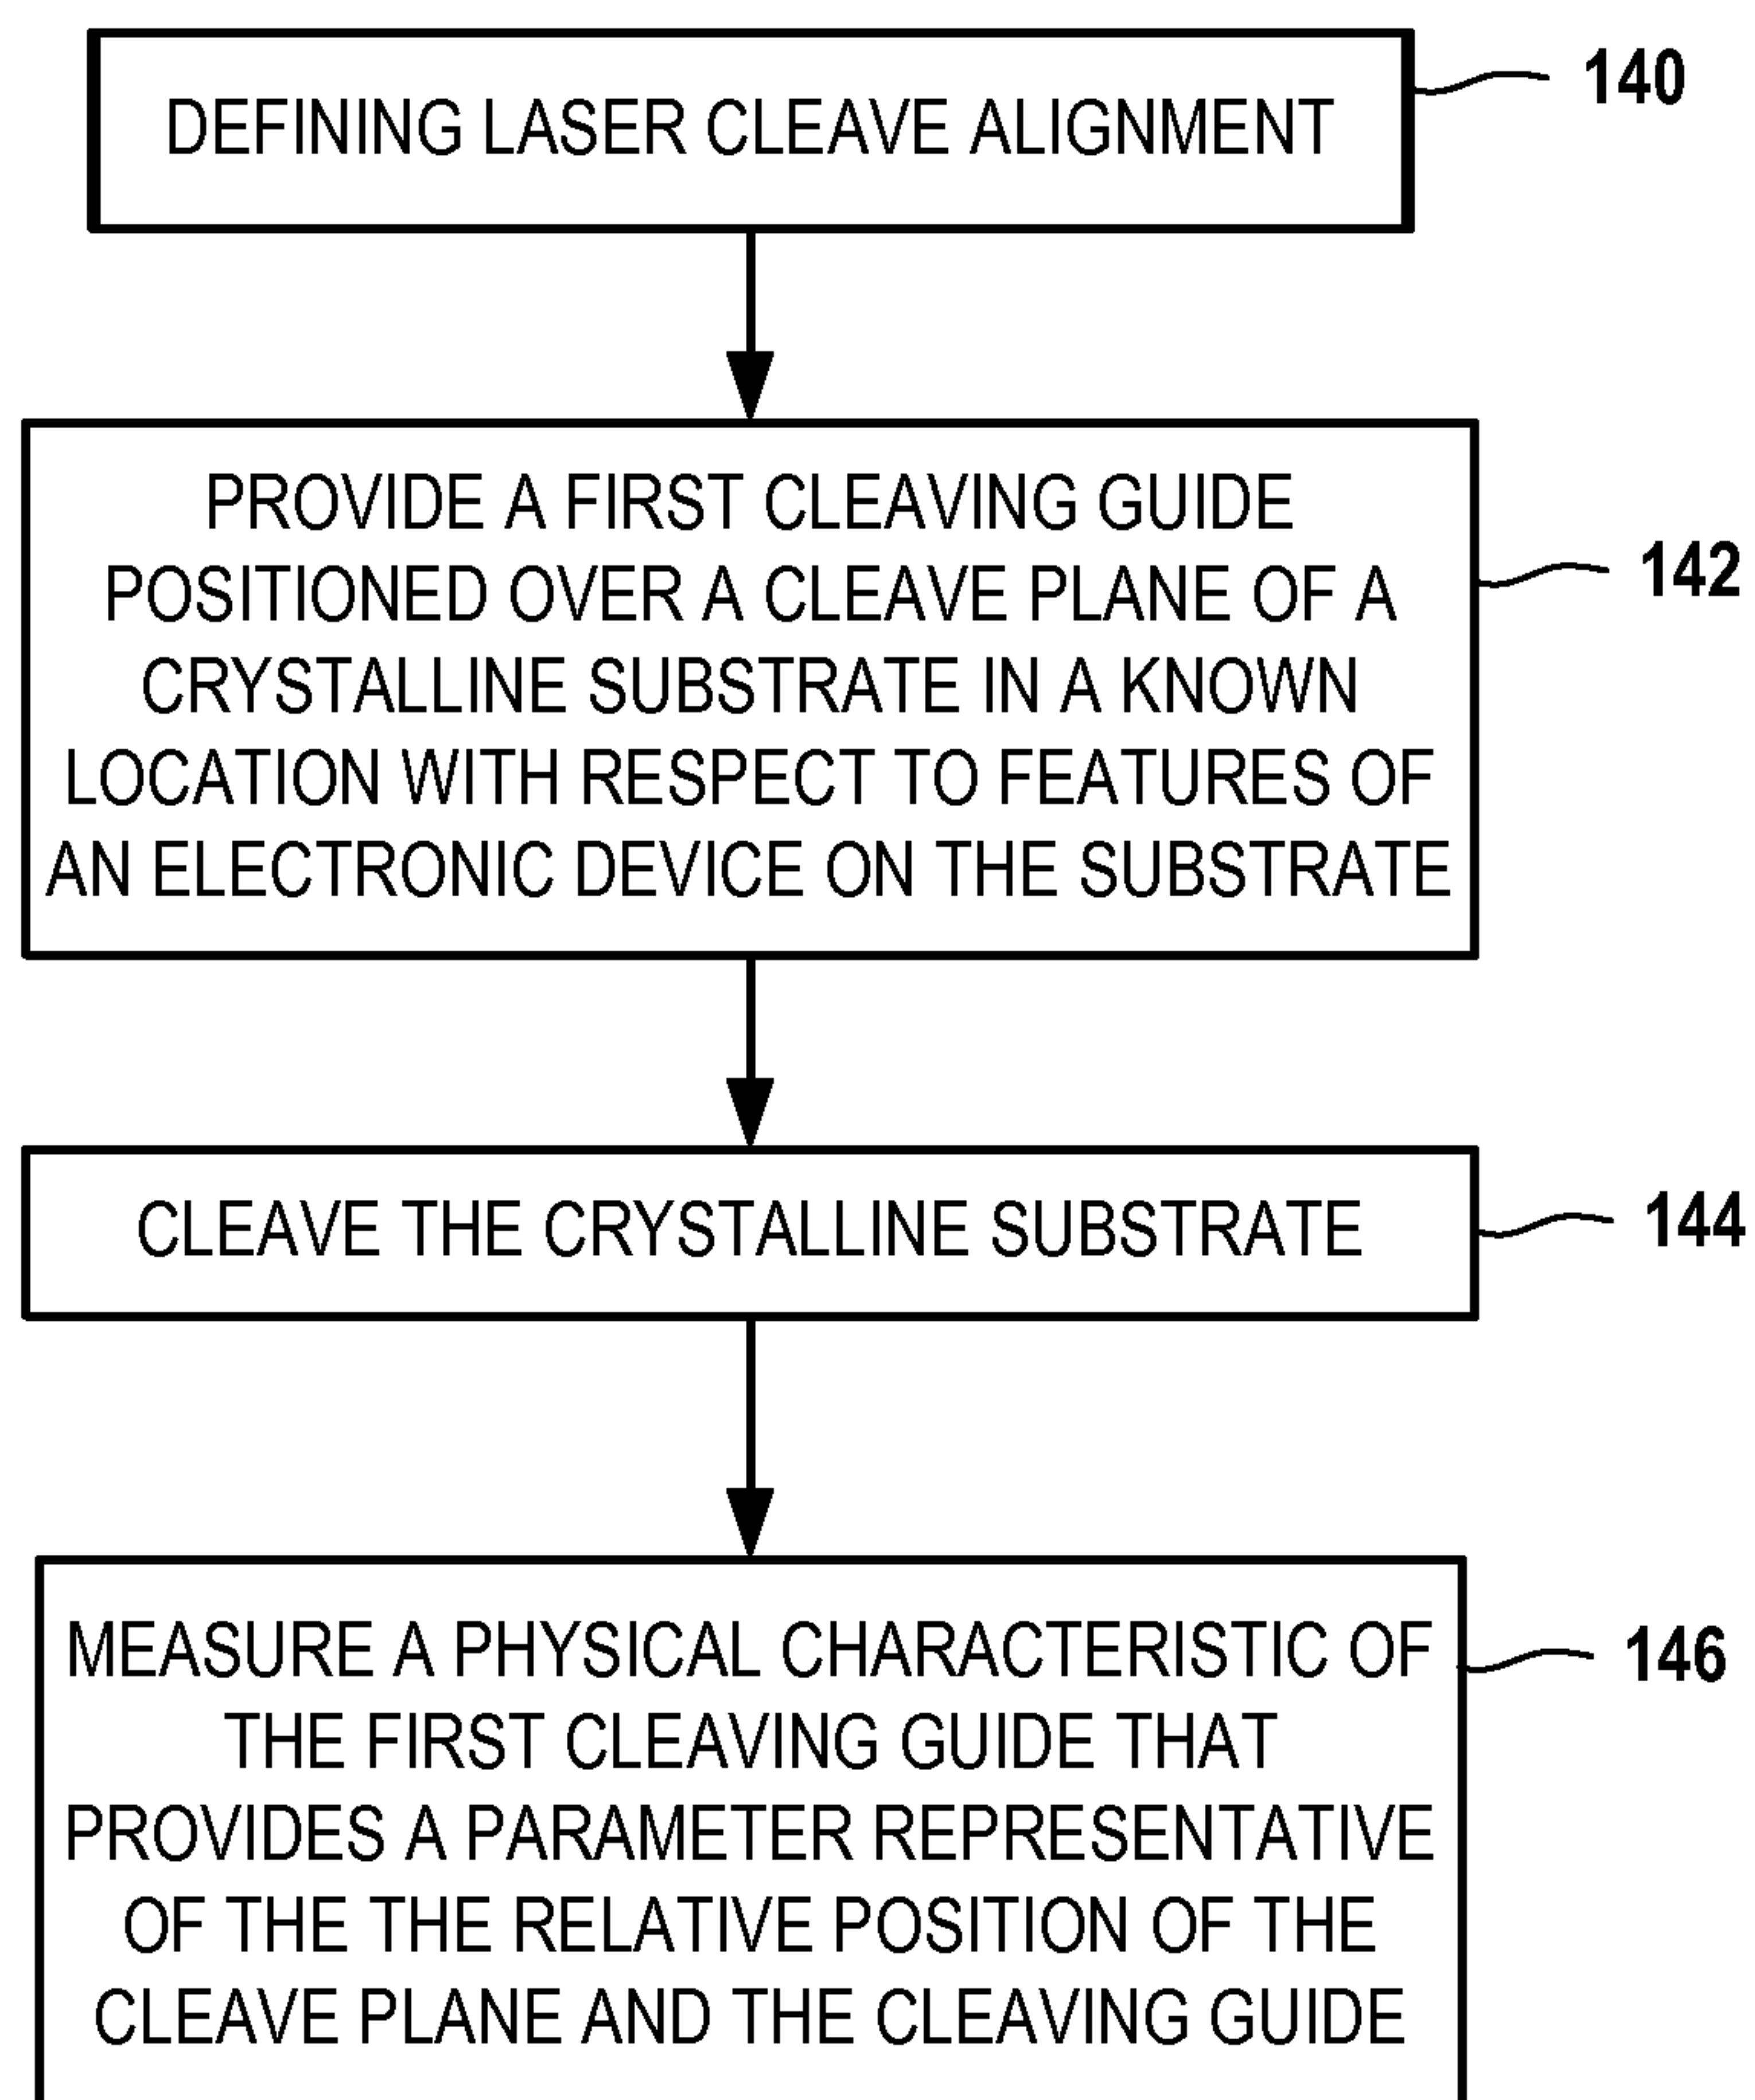 DEFINING LASER CLEAVE ALIGNMENT
140
PROVIDE A FIRST CLEAVING GUIDE
POSITIONED OVER A CLEAVE PLANE OF A
CRYSTALLINE SUBSTRATE IN A KNOWN
LOCATION WITH RESPECT TO FEATURES OF
AN ELECTRONIC DEVICE ON THE SUBSTRATE
142
CLEAVE THE CRYSTALLINE SUBSTRATE
144
MEASURE A PHYSICAL CHARACTERISTIC OF
THE FIRST CLEAVING GUIDE THAT
PROVIDES A PARAMETER REPRESENTATIVE
OF THE THE RELATIVE POSITION OF THE
CLEAVE PLANE AND THE CLEAVING GUIDE
146